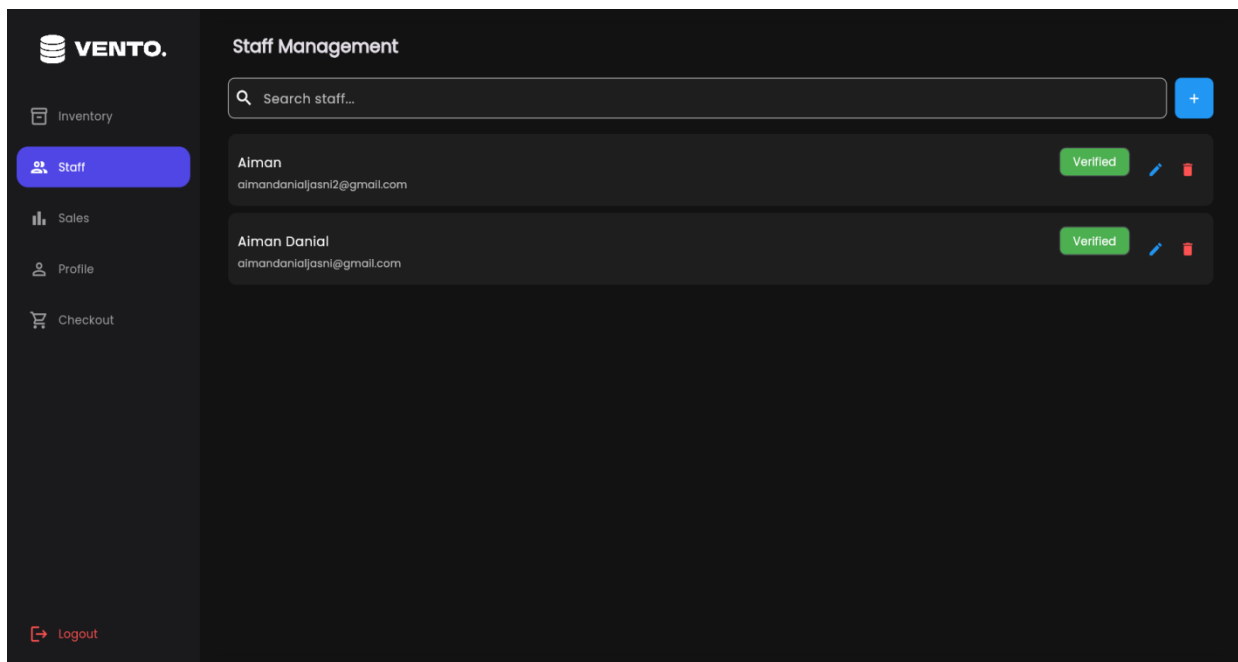 VENTO.
Inventory
Staff
Sales
Profile
Checkout
Logout
Staff Management
Search staff...
+
Aiman
aimandanialjasni2@gmail.com
Verified
Aiman Danial
aimandanialjasni@gmail.com
Verified